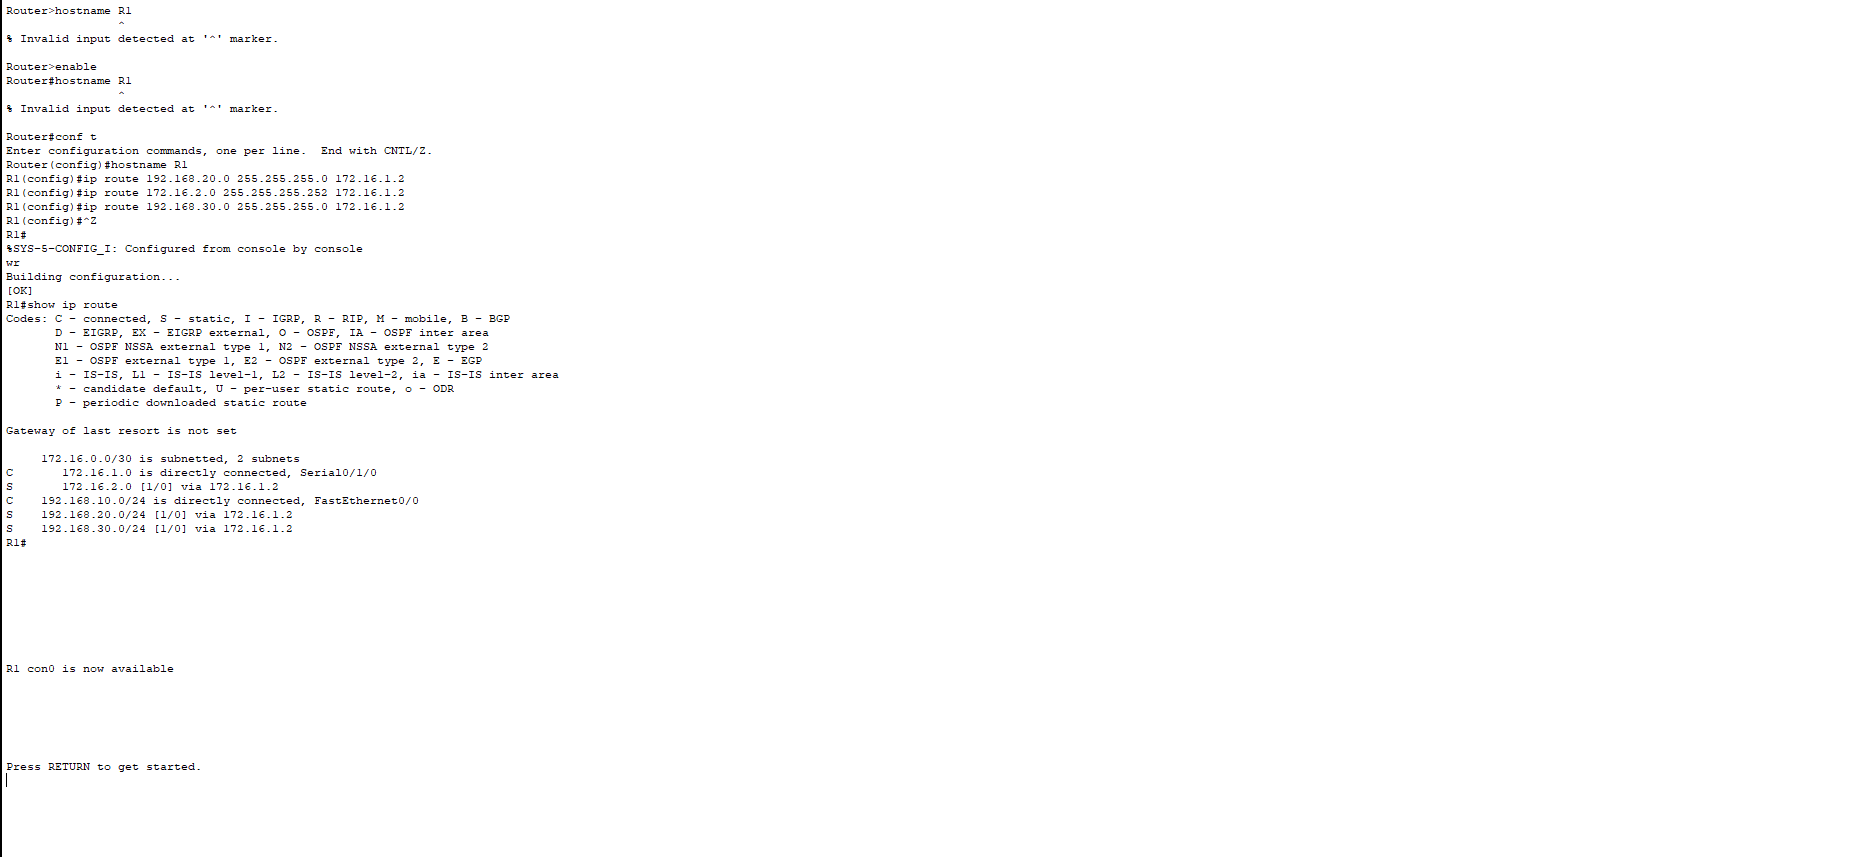 Router>hostname R1
^
% Invalid input detected at '^' marker.
Router>enable
Router#hostname R1
^
% Invalid input detected at '^' marker.
Router#conf t
Enter configuration commands, one per line.  End with CNTL/Z.
Router(config)#hostname R1
R1(config)#ip route 192.168.20.0 255.255.255.0 172.16.1.2
R1(config)#ip route 172.16.2.0 255.255.255.252 172.16.1.2
R1(config)#ip route 192.168.30.0 255.255.255.0 172.16.1.2
R1(config)#^Z
R1#
%SYS-5-CONFIG_I: Configured from console by console
wr
Building configuration...
[OK]
R1#show ip route
Codes: C - connected, S - static, I - IGRP, R - RIP, M - mobile, B - BGP
D - EIGRP, EX - EIGRP external, O - OSPF, IA - OSPF inter area
N1 - OSPF NSSA external type 1, N2 - OSPF NSSA external type 2
E1 - OSPF external type 1, E2 - OSPF external type 2, E - EGP
i - IS-IS, L1 - IS-IS level-1, L2 - IS-IS level-2, ia - IS-IS inter area
* - candidate default, U - per-user static route, o - ODR
P - periodic downloaded static route
Gateway of last resort is not set
172.16.0.0/30 is subnetted, 2 subnets
C       172.16.1.0 is directly connected, Serial0/1/0
S       172.16.2.0 [1/0] via 172.16.1.2
C    192.168.10.0/24 is directly connected, FastEthernet0/0
S    192.168.20.0/24 [1/0] via 172.16.1.2
S    192.168.30.0/24 [1/0] via 172.16.1.2
R1#
R1 con0 is now available
Press RETURN to get started.